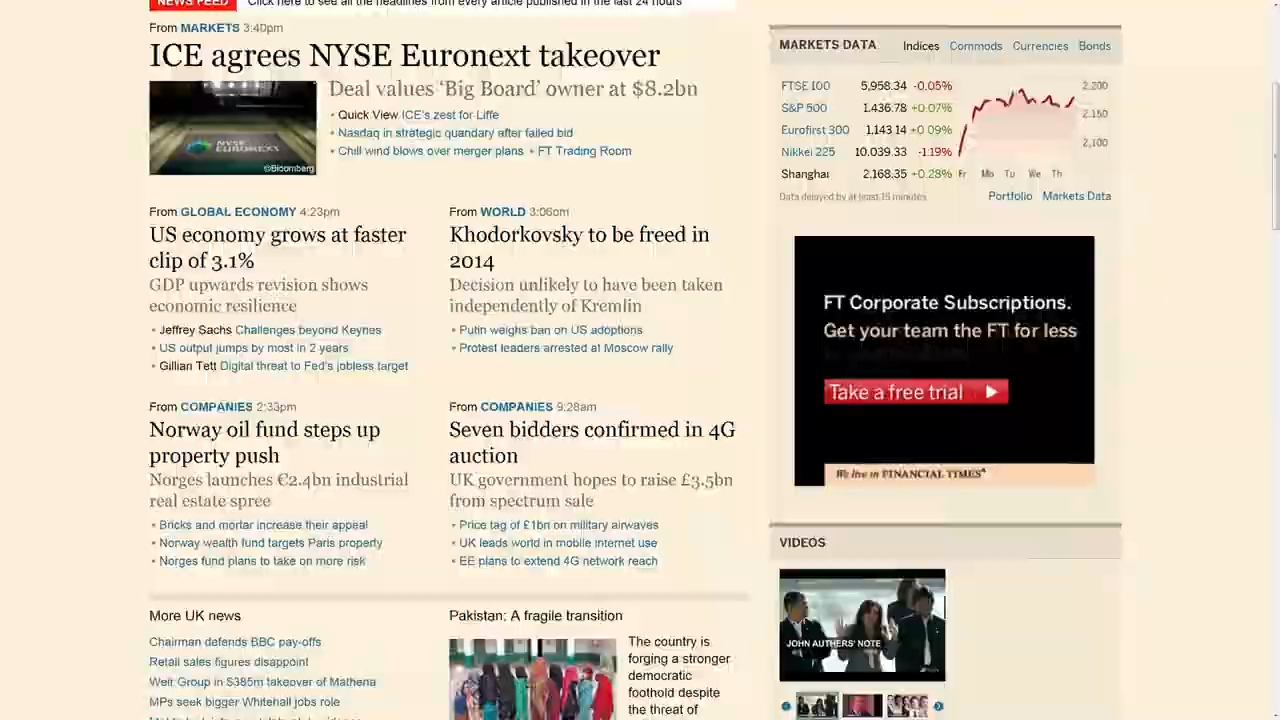 NEWS FEED Click here to see all the headlines from every article published in the last 24 hours
From MARKETS 3:40pm
ICE agrees NYSE Euronext takeover
Deal values ‘Big Board’ owner at $8.2bn
Quick View ICE's zest for Liffe
Nasdaq in strategic quandary after failed bid
Chill wind blows over merger plans • FT Trading Room
NYSE
EURONEXT
©Bloomberg
From GLOBAL ECONOMY 4:23pm
US economy grows at faster
clip of 3.1%
GDP upwards revision shows
economic resilience
Jeffrey Sachs Challenges beyond Keynes
US output jumps by most in 2 years
Gillian Tett Digital threat to Fed's jobless target
From WORLD 3:06pm
Khodorkovsky to be freed in
2014
Decision unlikely to have been taken
independently of Kremlin
Putin weighs ban on US adoptions
Protest leaders arrested at Moscow rally
From COMPANIES 2:33pm
Norway oil fund steps up
property push
Norges launches €2.4bn industrial
real estate spree
Bricks and mortar increase their appeal
Norway wealth fund targets Paris property
Norges fund plans to take on more risk
From COMPANIES 9:28am
Seven bidders confirmed in 4G
auction
UK government hopes to raise £3.5bn
from spectrum sale
Price tag of £1bn on military airwaves
UK leads world in mobile internet use
EE plans to extend 4G network reach
More UK news
Chairman defends BBC pay-offs
Retail sales figures disappoint
Weir Group in $385m takeover of Mathena
MPs seek bigger Whitehall jobs role
Pakistan: A fragile transition
The country is
forging a stronger
democratic
foothold despite
the threat of
MARKETS DATA Indices Commods Currencies Bonds
FTSE 100 5,958.34 -0.05%
S&P 500 1,436.78 +0.07%
Eurofirst 300 1,143.14 +0.09%
Nikkei 225 10,039.33 -1.19%
Shanghai 2,168.35 +0.28%
2,200
2,150
2,100
Fr Mo Tu We Th
Data delayed by at least 15 minutes
Portfolio Markets Data
FT Corporate Subscriptions.
Get your team the FT for less
Take a free trial
We live in FINANCIAL TIMES®
VIDEOS
JOHN AUTHERS' NOTE